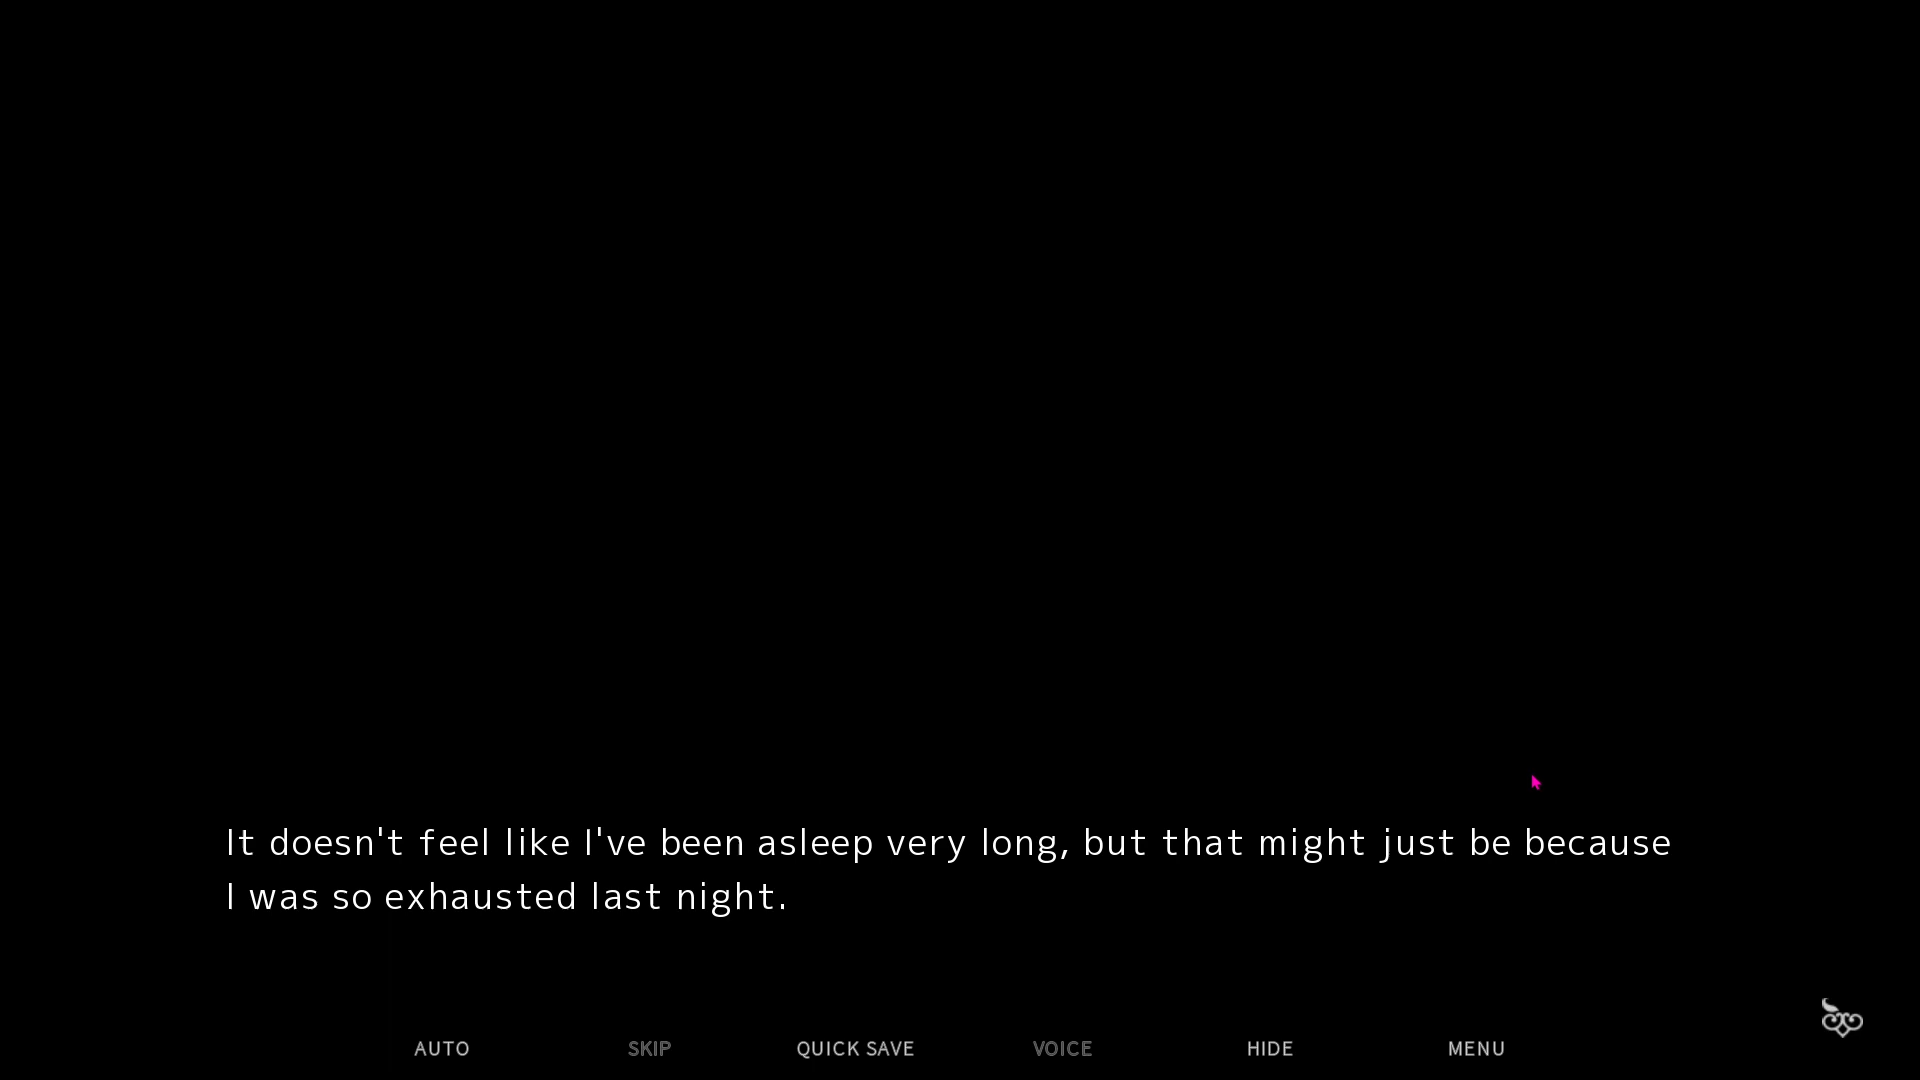 It doesn't feel like I've been asleep very long, but that might just be because
I was so exhausted last night.
AUTO SKIP QUICK SAVE VOICE HIDE MENU